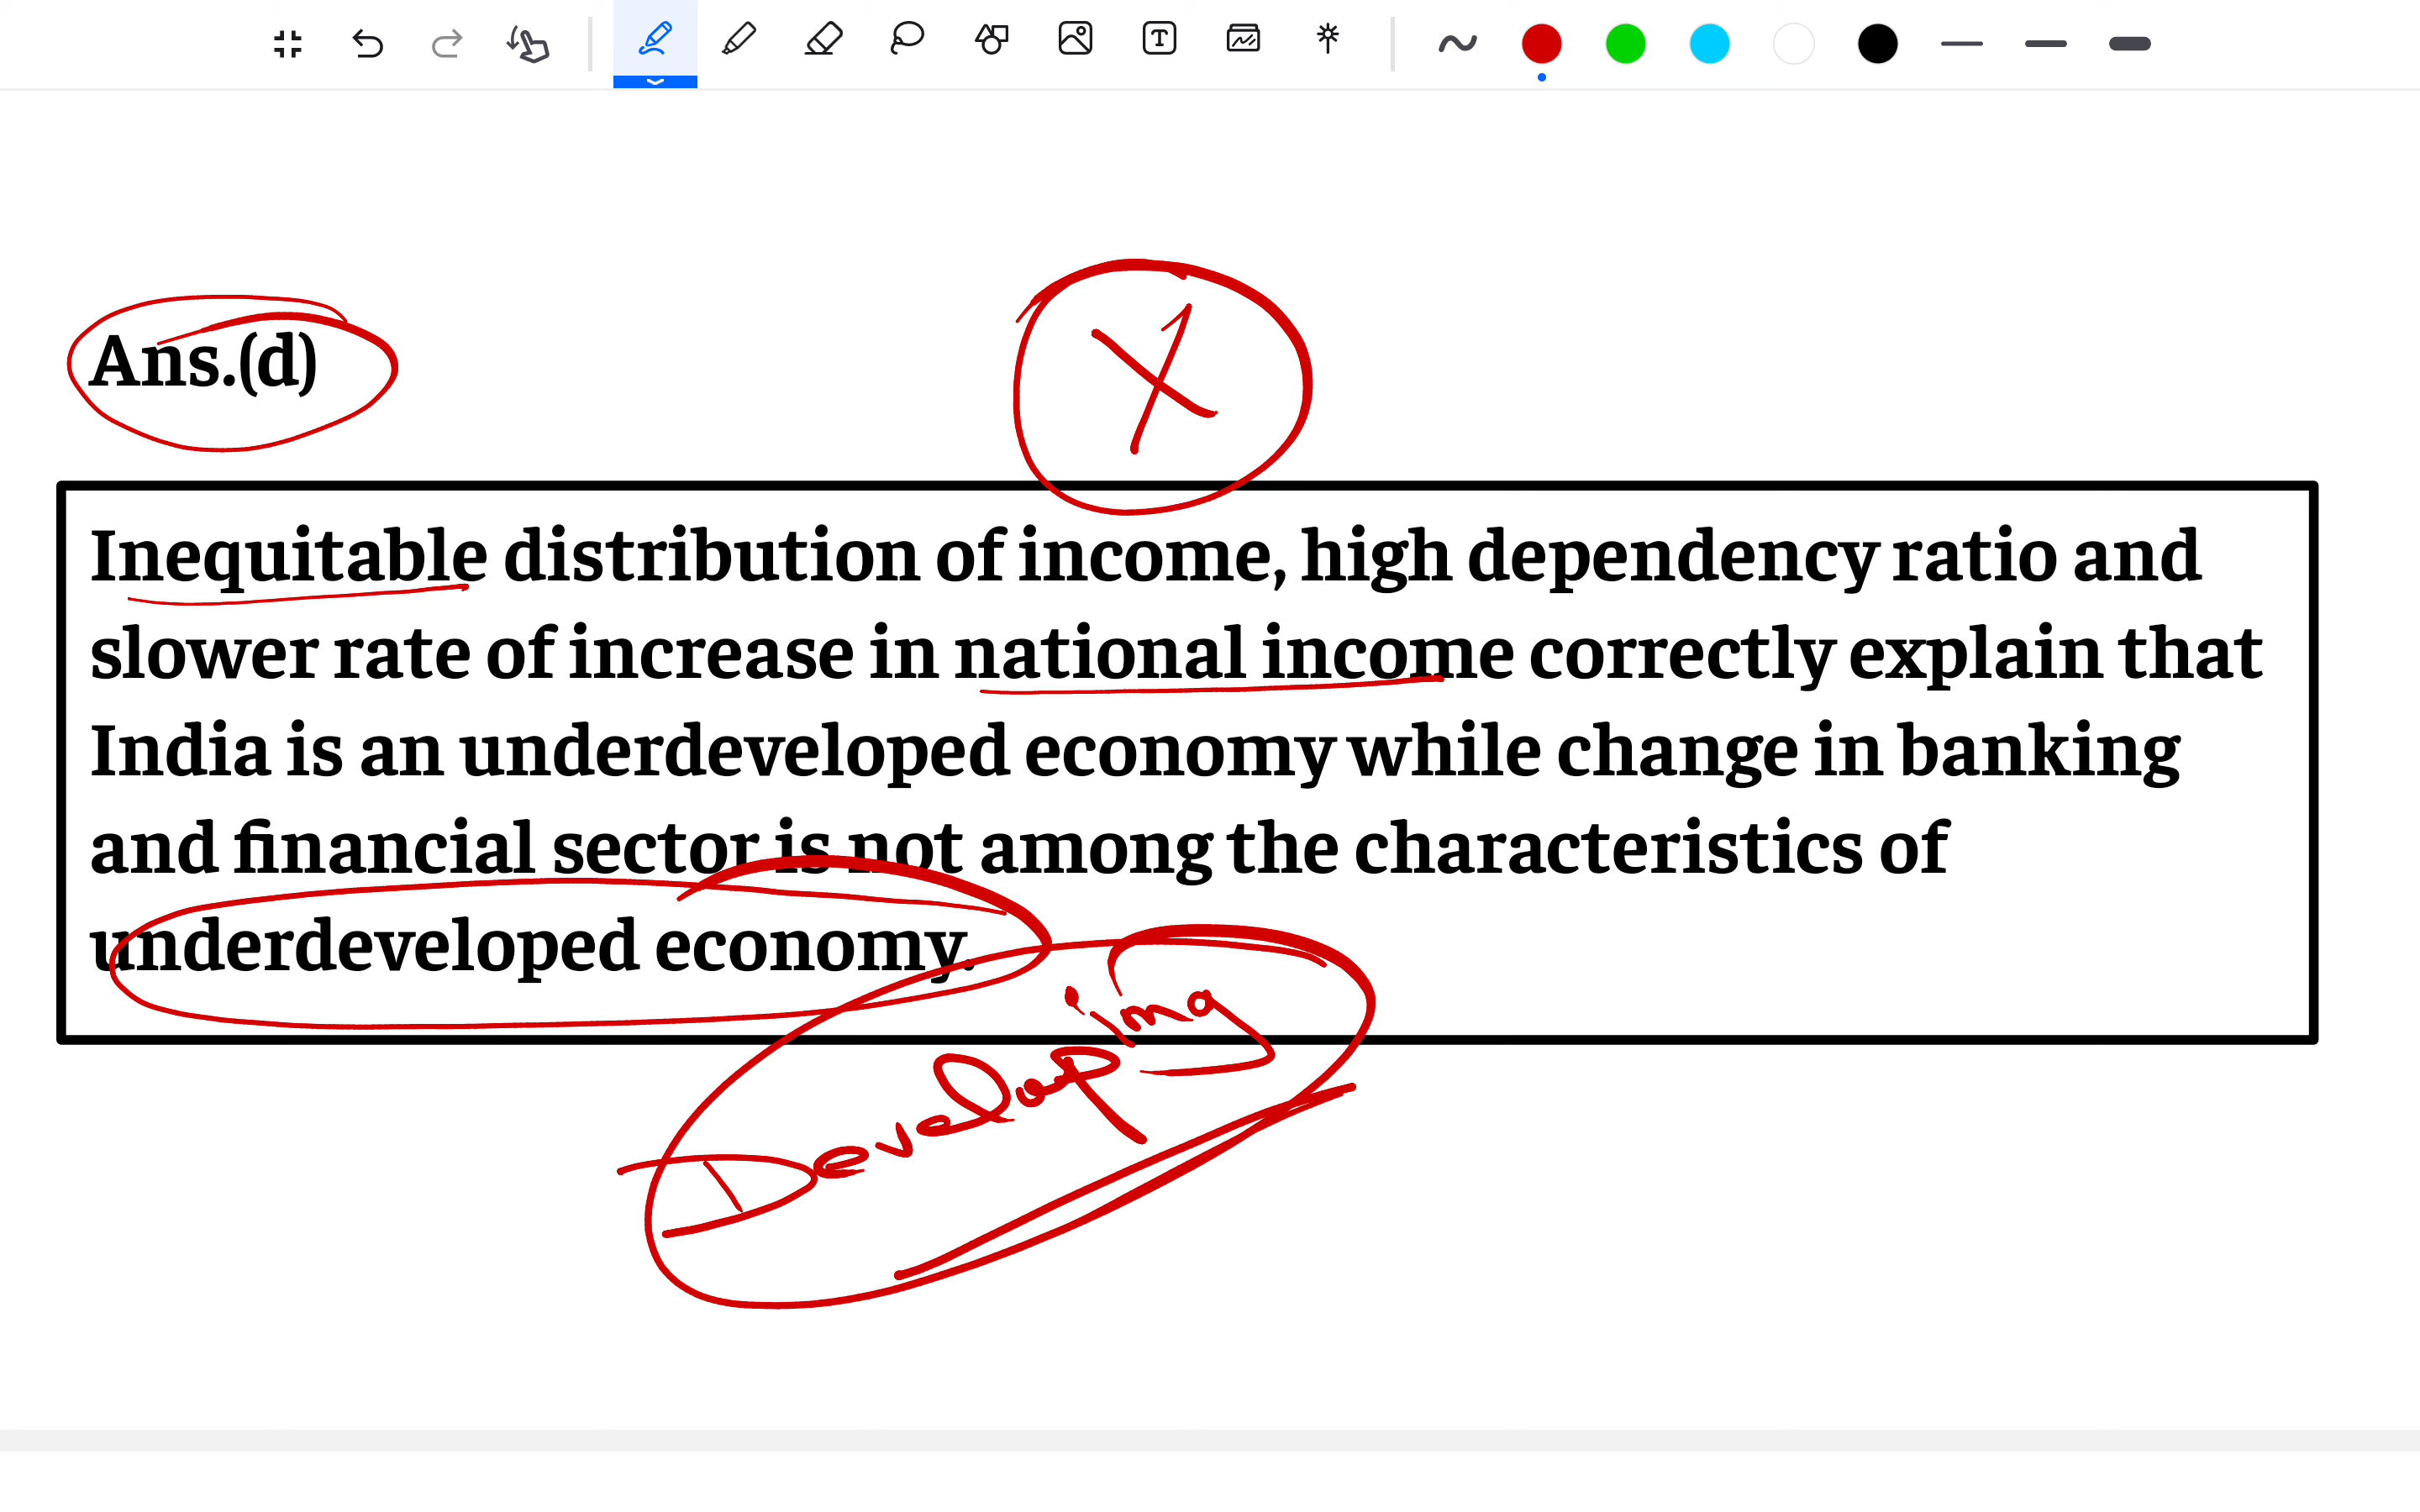 Ans.(d)
Inequitable distribution of income, high dependency ratio and
slower rate of increase in national income correctly explain that
India is an underdeveloped economy while change in banking
and financial sector is not among the characteristics of
underdeveloped economy.
Developing